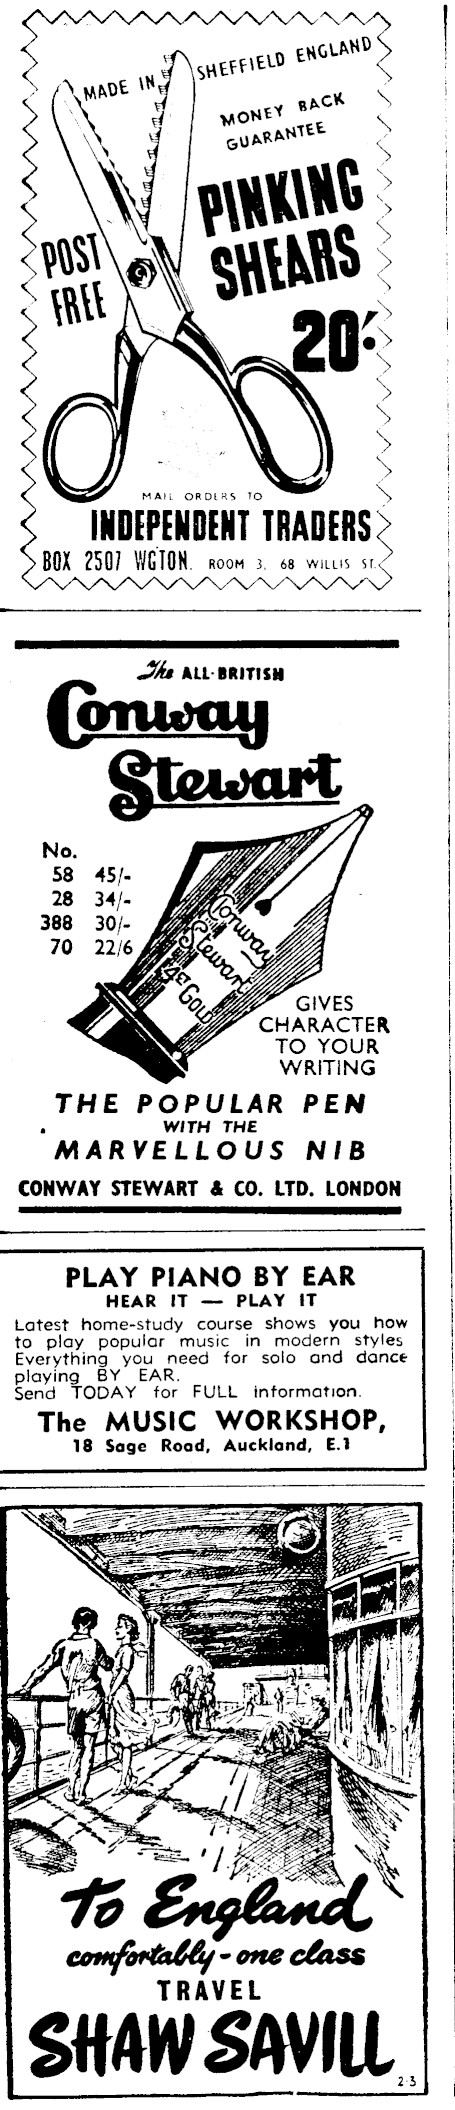 MADE IN SHEFFIELD ENGLAND
MONEY BACK
GUARANTEE
PINKING
SHEARS
POST
FREE
20/-
MAIL ORDERS TO
INDEPENDENT TRADERS
BOX 2507 WGTON. ROOM 3, 68 WILLIS ST.
The ALL-BRITISH
Conway
Stewart
No.
58 45/-
28 34/-
388 30/-
70 22/6
Conway
Stewart
14CT GOLD
GIVES
CHARACTER
TO YOUR
WRITING
THE POPULAR PEN
WITH THE
MARVELLOUS NIB
CONWAY STEWART & CO. LTD. LONDON
PLAY PIANO BY EAR
HEAR IT — PLAY IT
Latest home-study course shows you how
to play popular music in modern styles
Everything you need for solo and dance
playing BY EAR.
Send TODAY for FULL information.
The MUSIC WORKSHOP,
18 Sage Road, Auckland, E.1
To England
comfortably - one class
TRAVEL
SHAW SAVILL
2·3